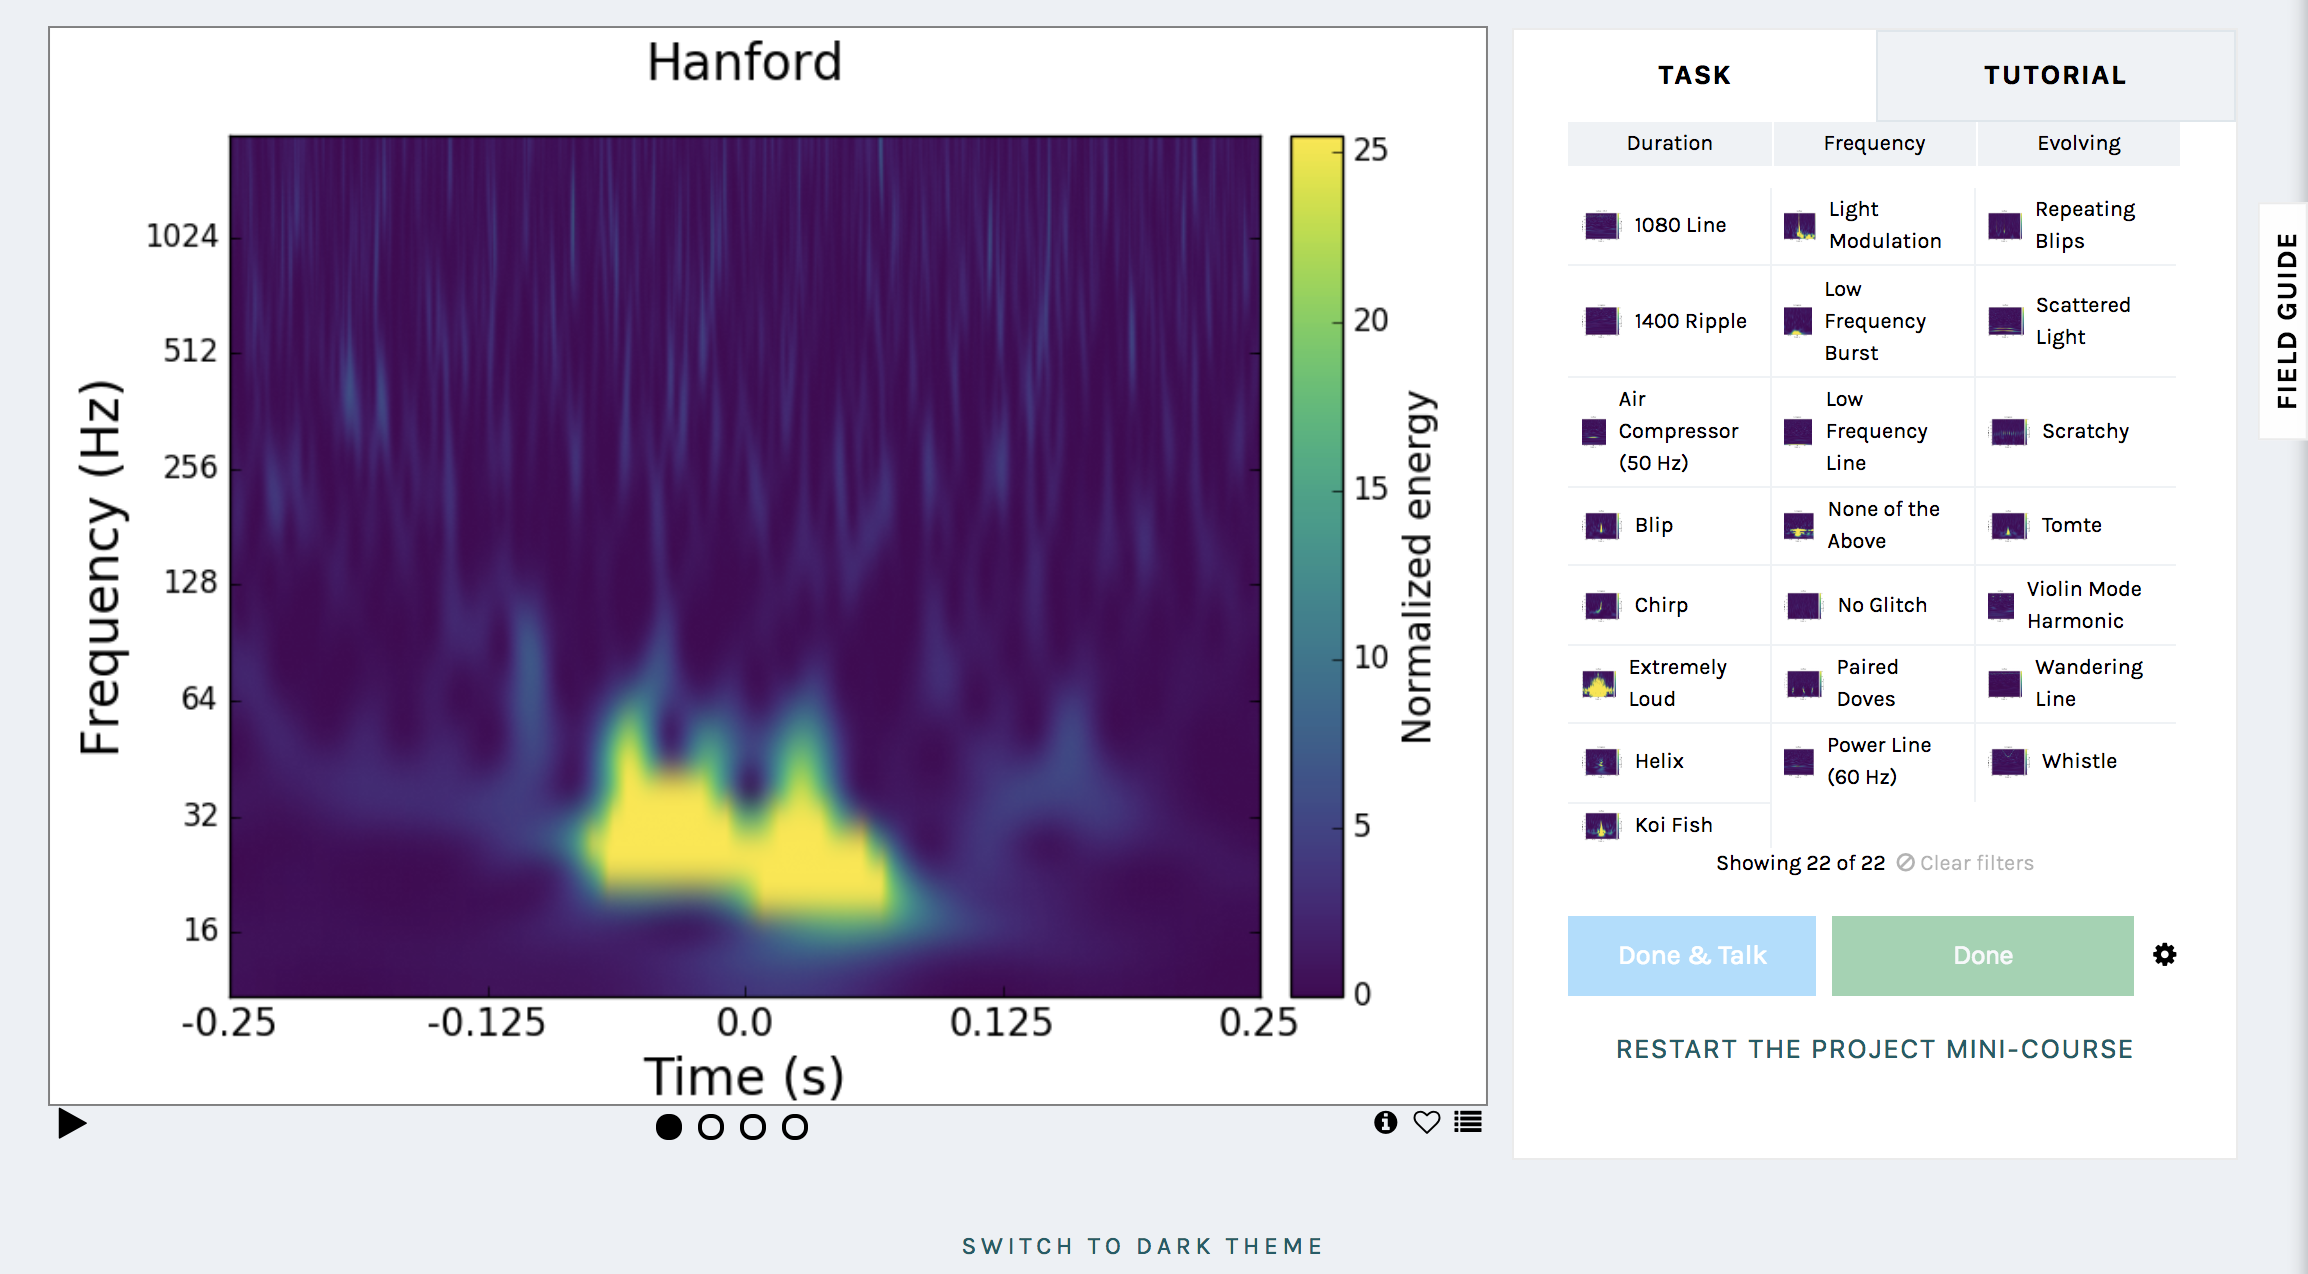 Hanford
1024
512
256
128
64
32
16
Frequency (Hz)
-0.25 -0.125 0.0 0.125 0.25
Time (s)
25
20
15
10
5
0
Normalized energy
TASK TUTORIAL
Duration Frequency Evolving
1080 Line
Light
Modulation
Repeating
Blips
1400 Ripple
Low
Frequency
Burst
Scattered
Light
Air
Compressor
(50 Hz)
Low
Frequency
Line
Scratchy
Blip
None of the
Above
Tomte
Chirp
No Glitch
Violin Mode
Harmonic
Extremely
Loud
Paired
Doves
Wandering
Line
Helix
Power Line
(60 Hz)
Whistle
Koi Fish
Showing 22 of 22 Clear filters
Done & Talk Done
RESTART THE PROJECT MINI-COURSE
FIELD GUIDE
SWITCH TO DARK THEME